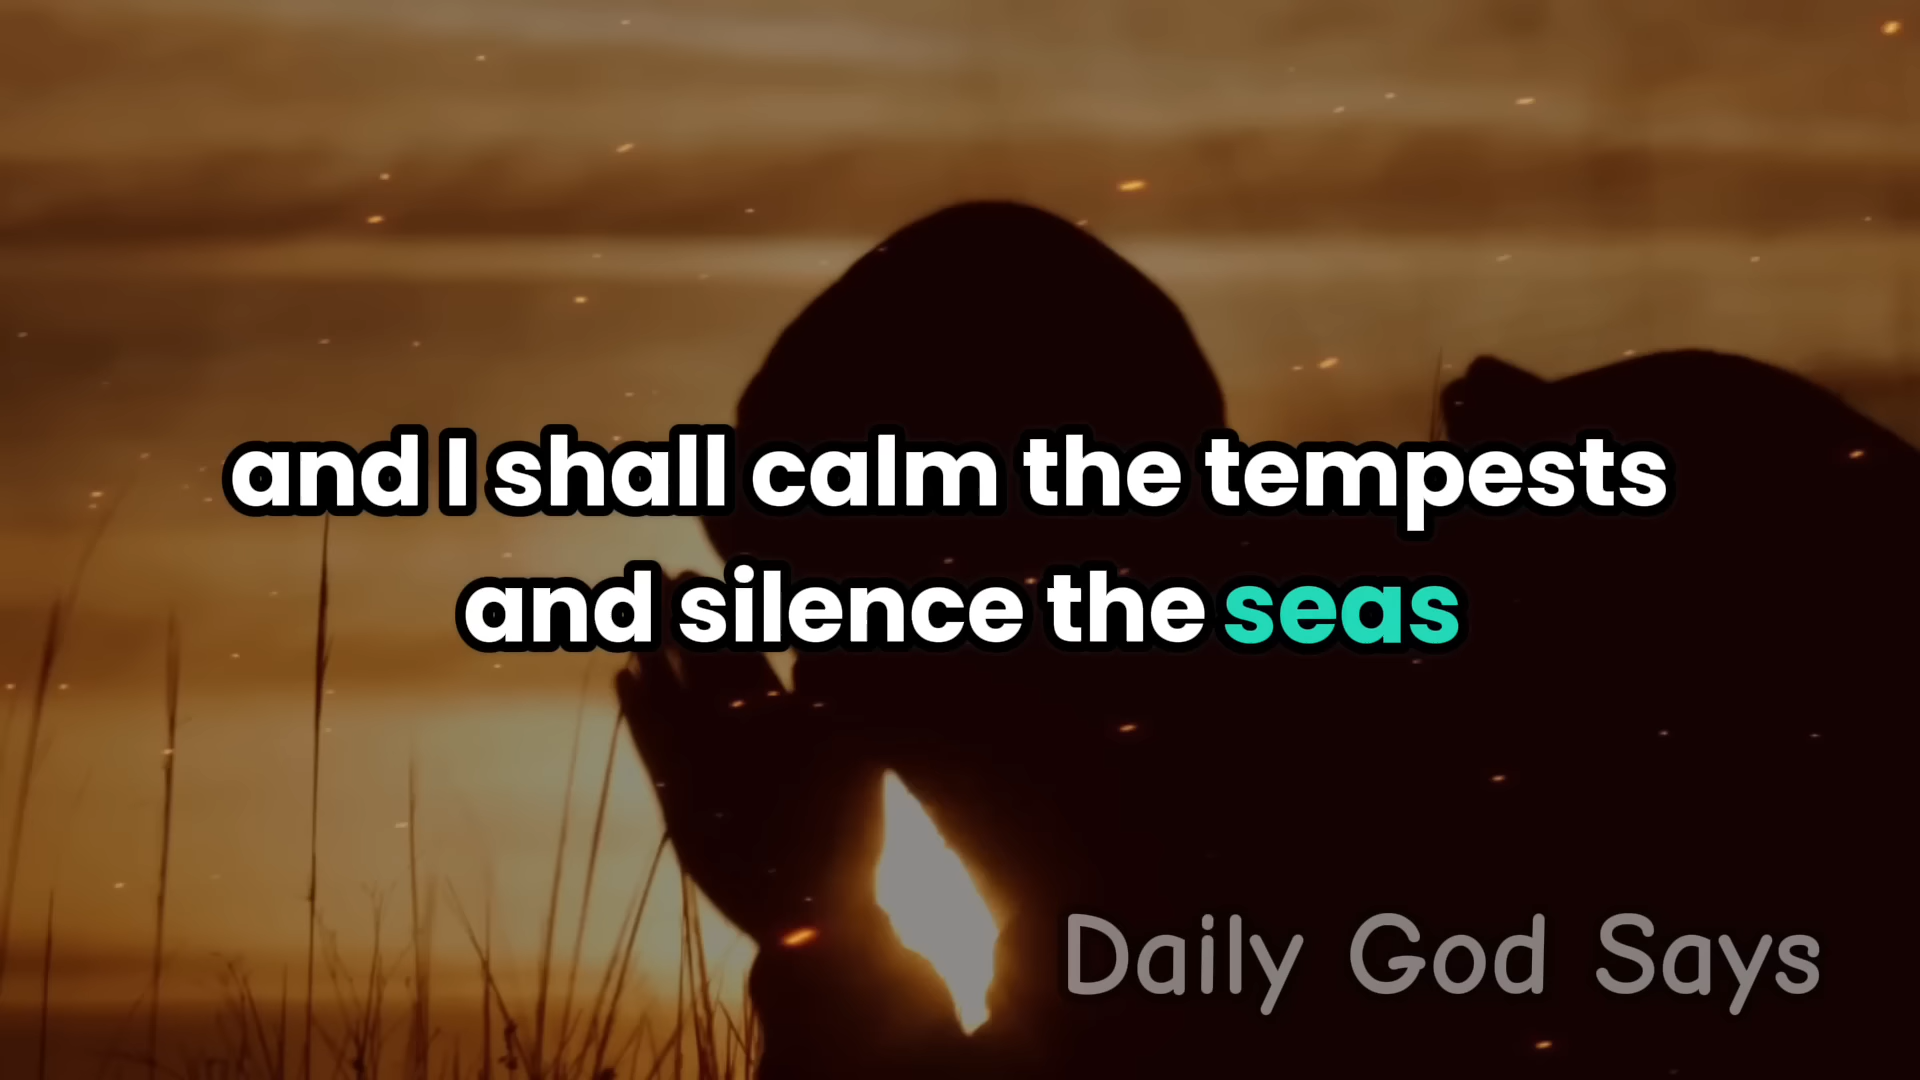 and I shall calm the tempests
and silence the seas
Daily God Says